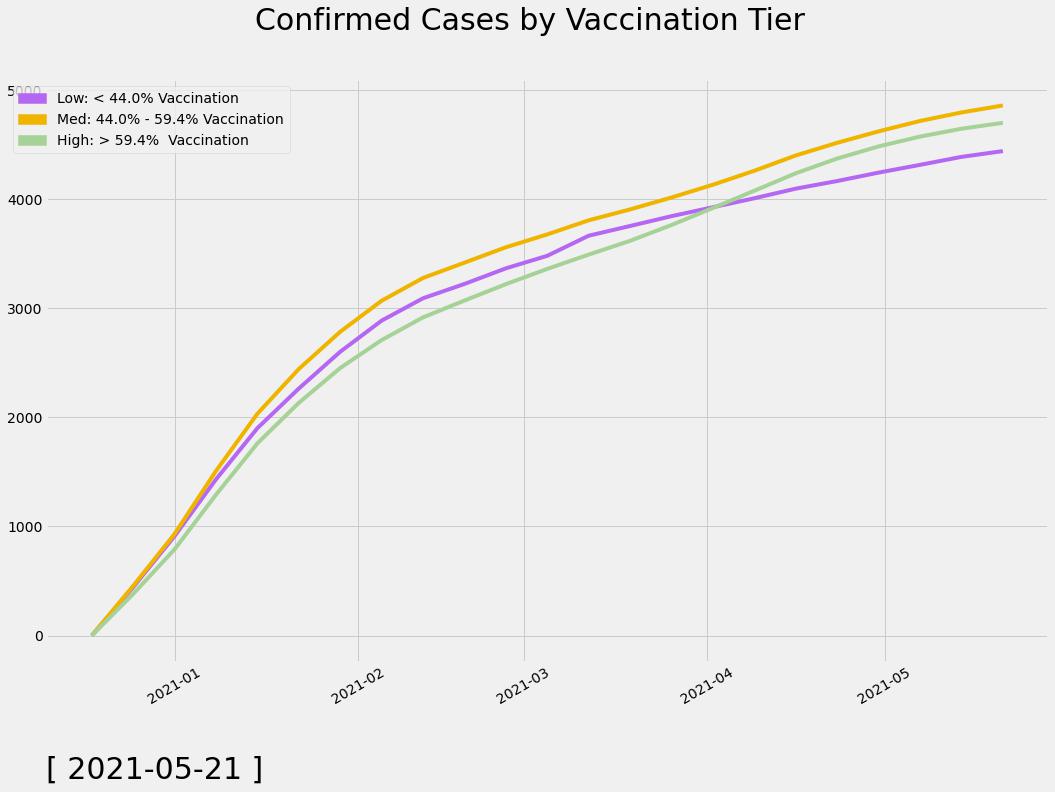 Confirmed Cases by Vaccination Tier
5000
Low: < 44.0% Vaccination
Med: 44.0% - 59.4% Vaccination
High: > 59.4%  Vaccination
4000
3000
2000
1000
0
2021-01
2021-02
2021-03
2021-04
2021-05
[ 2021-05-21 ]